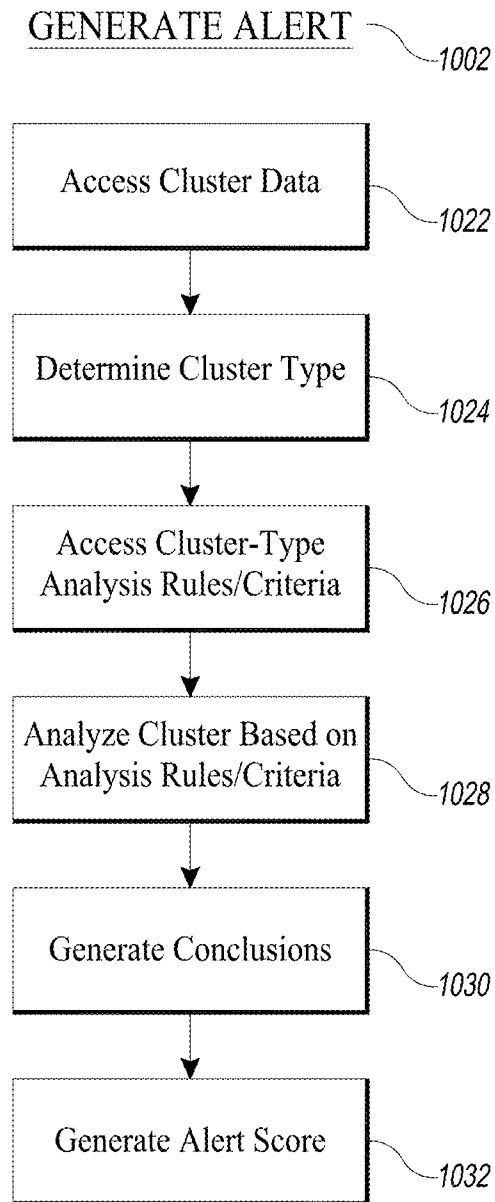 GENERATE ALERT
1002
Access Cluster Data
1022
Determine Cluster Type
1024
Access Cluster-Type
Analysis Rules/Criteria
1026
Analyze Cluster Based on
Analysis Rules/Criteria
1028
Generate Conclusions
1030
Generate Alert Score
1032